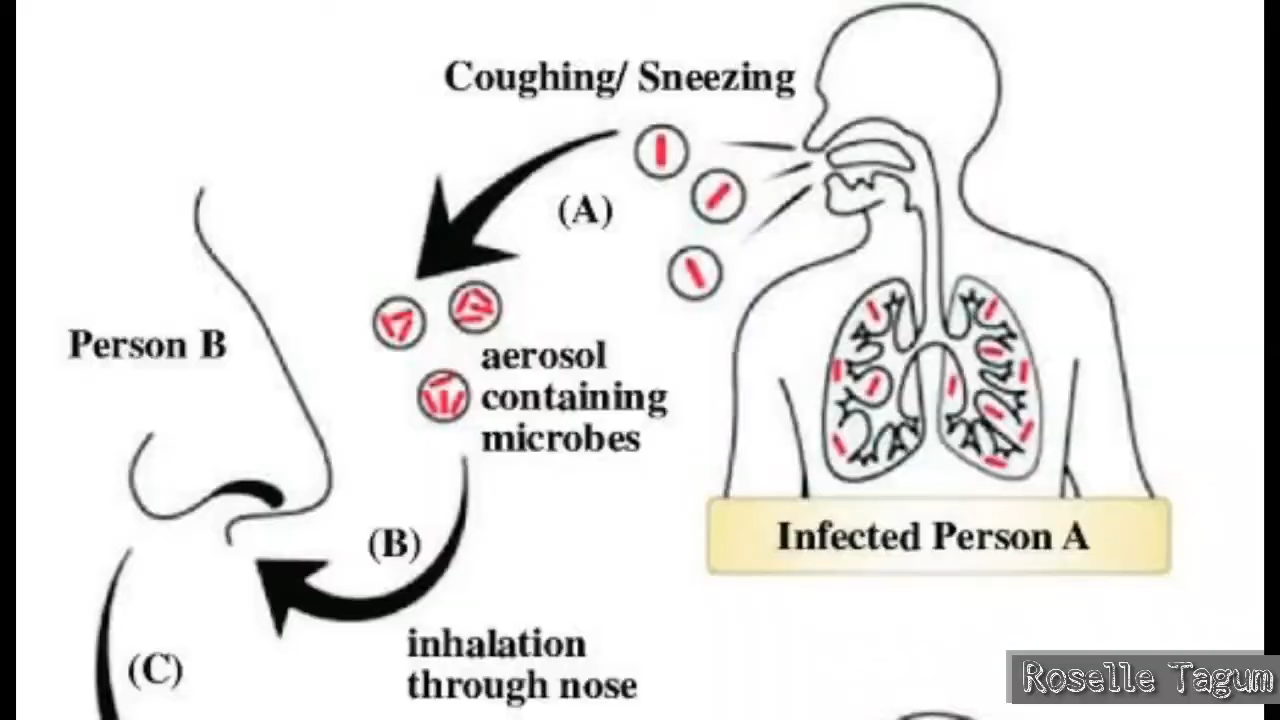 Coughing/ Sneezing
(A)
Person B
aerosol
containing
microbes
(B)
Infected Person A
inhalation
through nose
(C)
Roselle Tagum